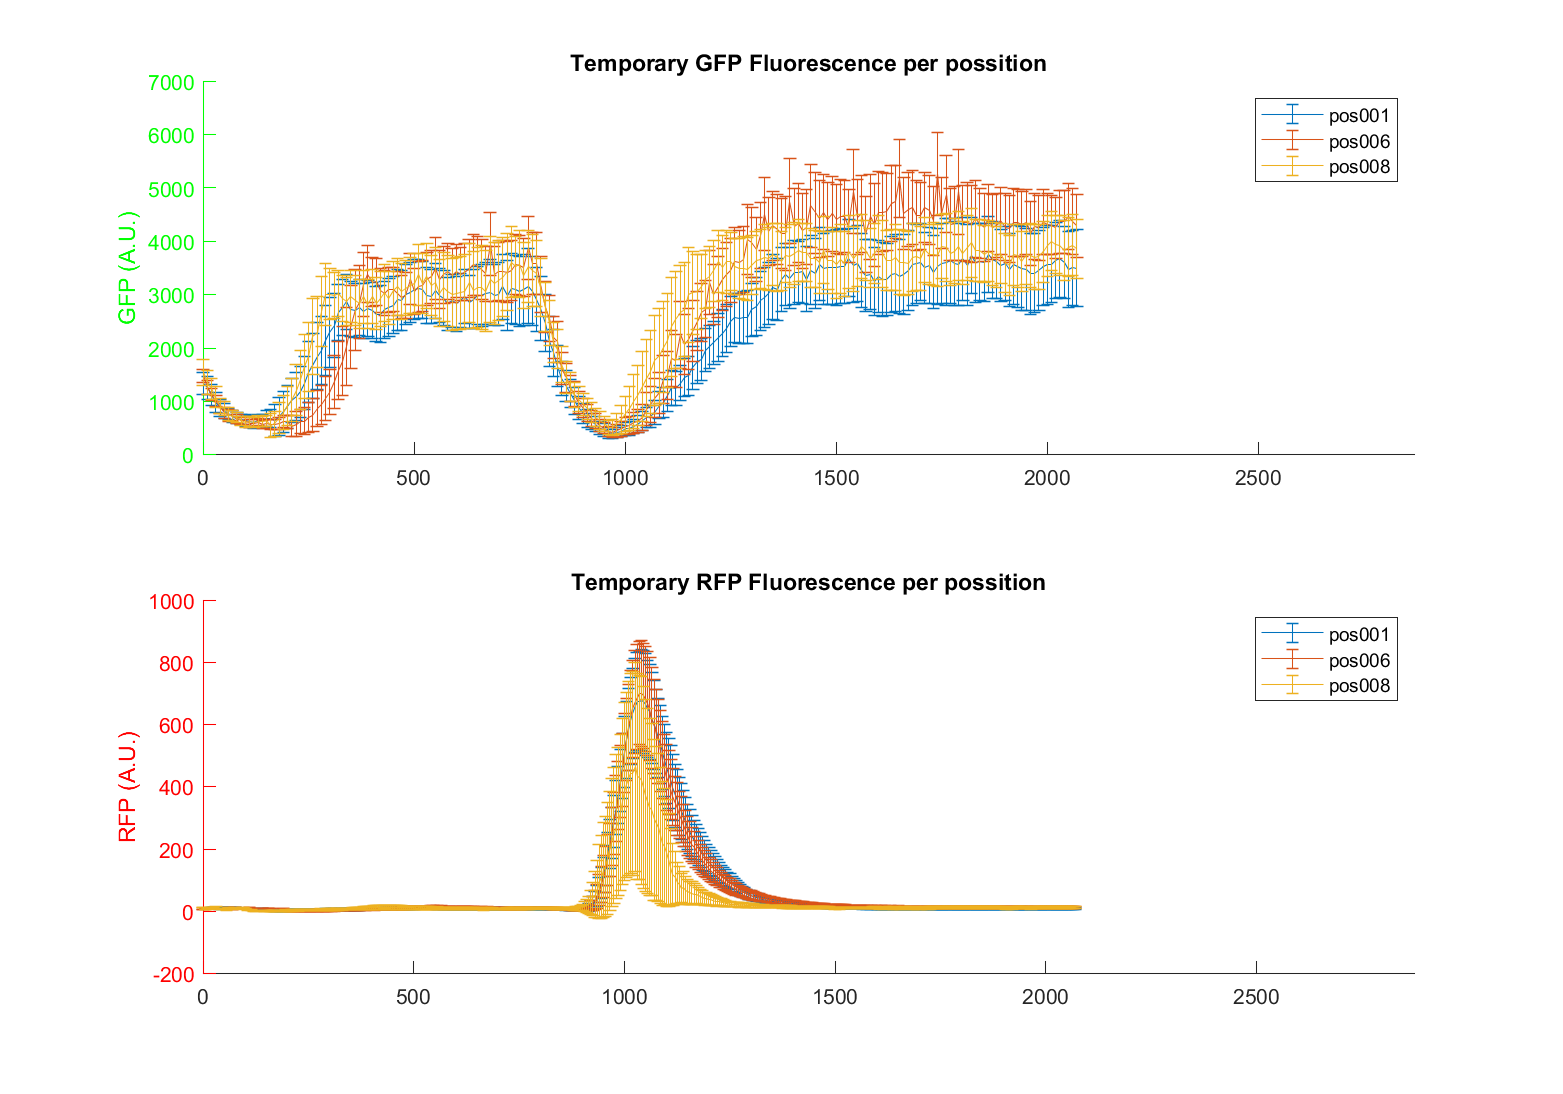 Temporary GFP Fluorescence per possition
7000
6000
5000
4000
3000
2000
1000
0
GFP (A.U.)
0 500 1000 1500 2000 2500
pos001
pos006
pos008
Temporary RFP Fluorescence per possition
1000
800
600
400
200
0
-200
RFP (A.U.)
0 500 1000 1500 2000 2500
pos001
pos006
pos008